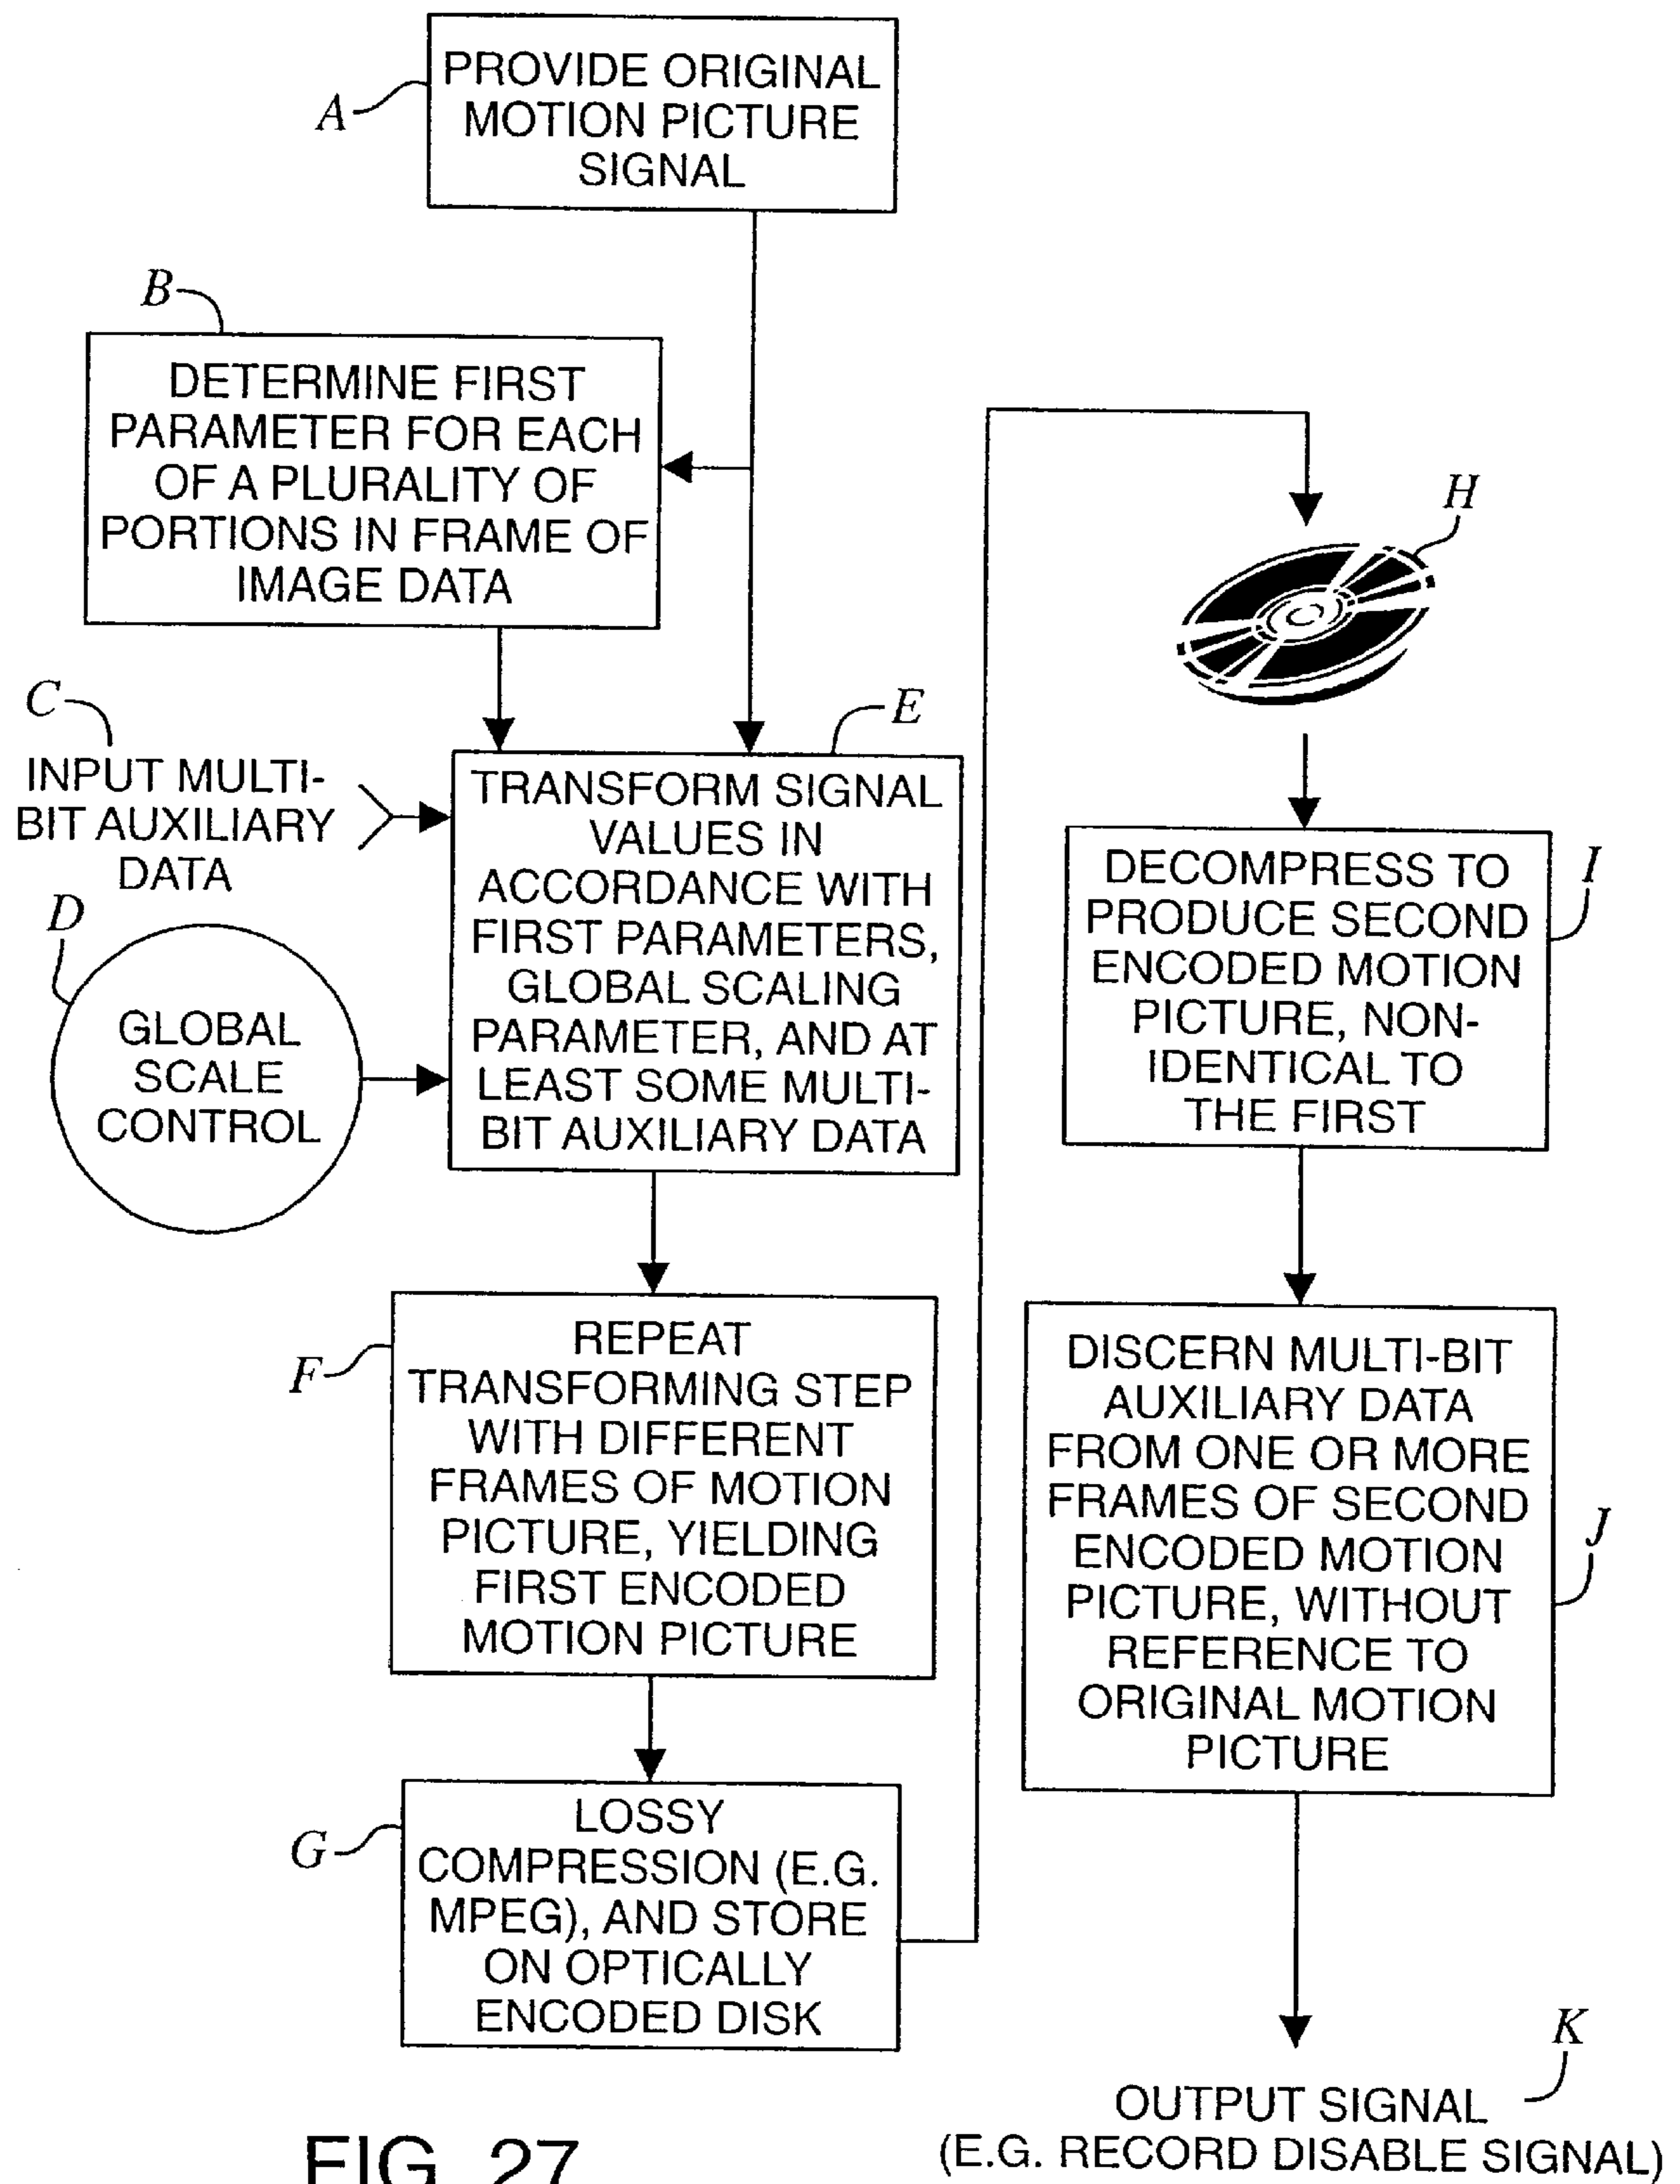 A
PROVIDE ORIGINAL
MOTION PICTURE
SIGNAL
B
DETERMINE FIRST
PARAMETER FOR EACH
OF A PLURALITY OF
PORTIONS IN FRAME OF
IMAGE DATA
C
INPUT MULTI-
BIT AUXILIARY
DATA
D
GLOBAL
SCALE
CONTROL
E
TRANSFORM SIGNAL
VALUES IN
ACCORDANCE WITH
FIRST PARAMETERS,
GLOBAL SCALING
PARAMETER, AND AT
LEAST SOME MULTI-
BIT AUXILIARY DATA
F
REPEAT
TRANSFORMING STEP
WITH DIFFERENT
FRAMES OF MOTION
PICTURE, YIELDING
FIRST ENCODED
MOTION PICTURE
G
LOSSY
COMPRESSION (E.G.
MPEG), AND STORE
ON OPTICALLY
ENCODED DISK
H
I
DECOMPRESS TO
PRODUCE SECOND
ENCODED MOTION
PICTURE, NON-
IDENTICAL TO
THE FIRST
J
DISCERN MULTI-BIT
AUXILIARY DATA
FROM ONE OR MORE
FRAMES OF SECOND
ENCODED MOTION
PICTURE, WITHOUT
REFERENCE TO
ORIGINAL MOTION
PICTURE
K
OUTPUT SIGNAL
(E.G. RECORD DISABLE SIGNAL)
FIG. 27